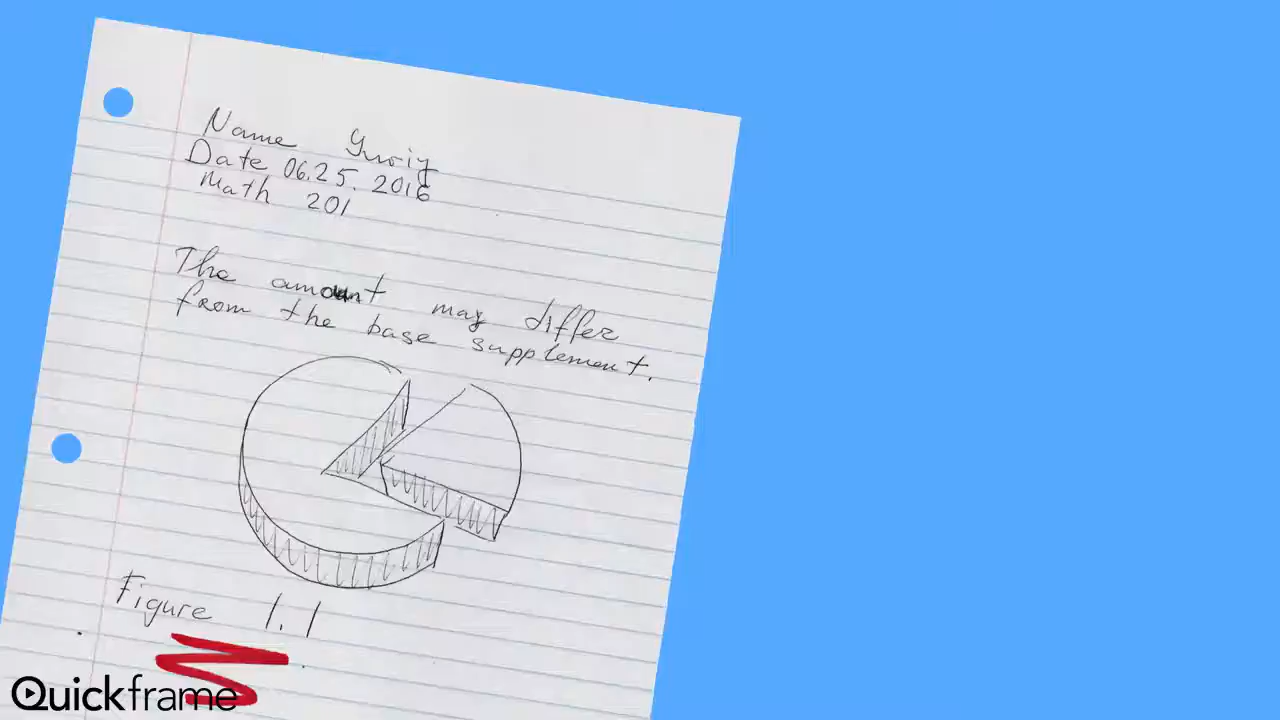 Name Yuriy
Date 06.25.2016
Math 201
The amount may differ
from the base supplement.
Figure 1.1
Quickframe